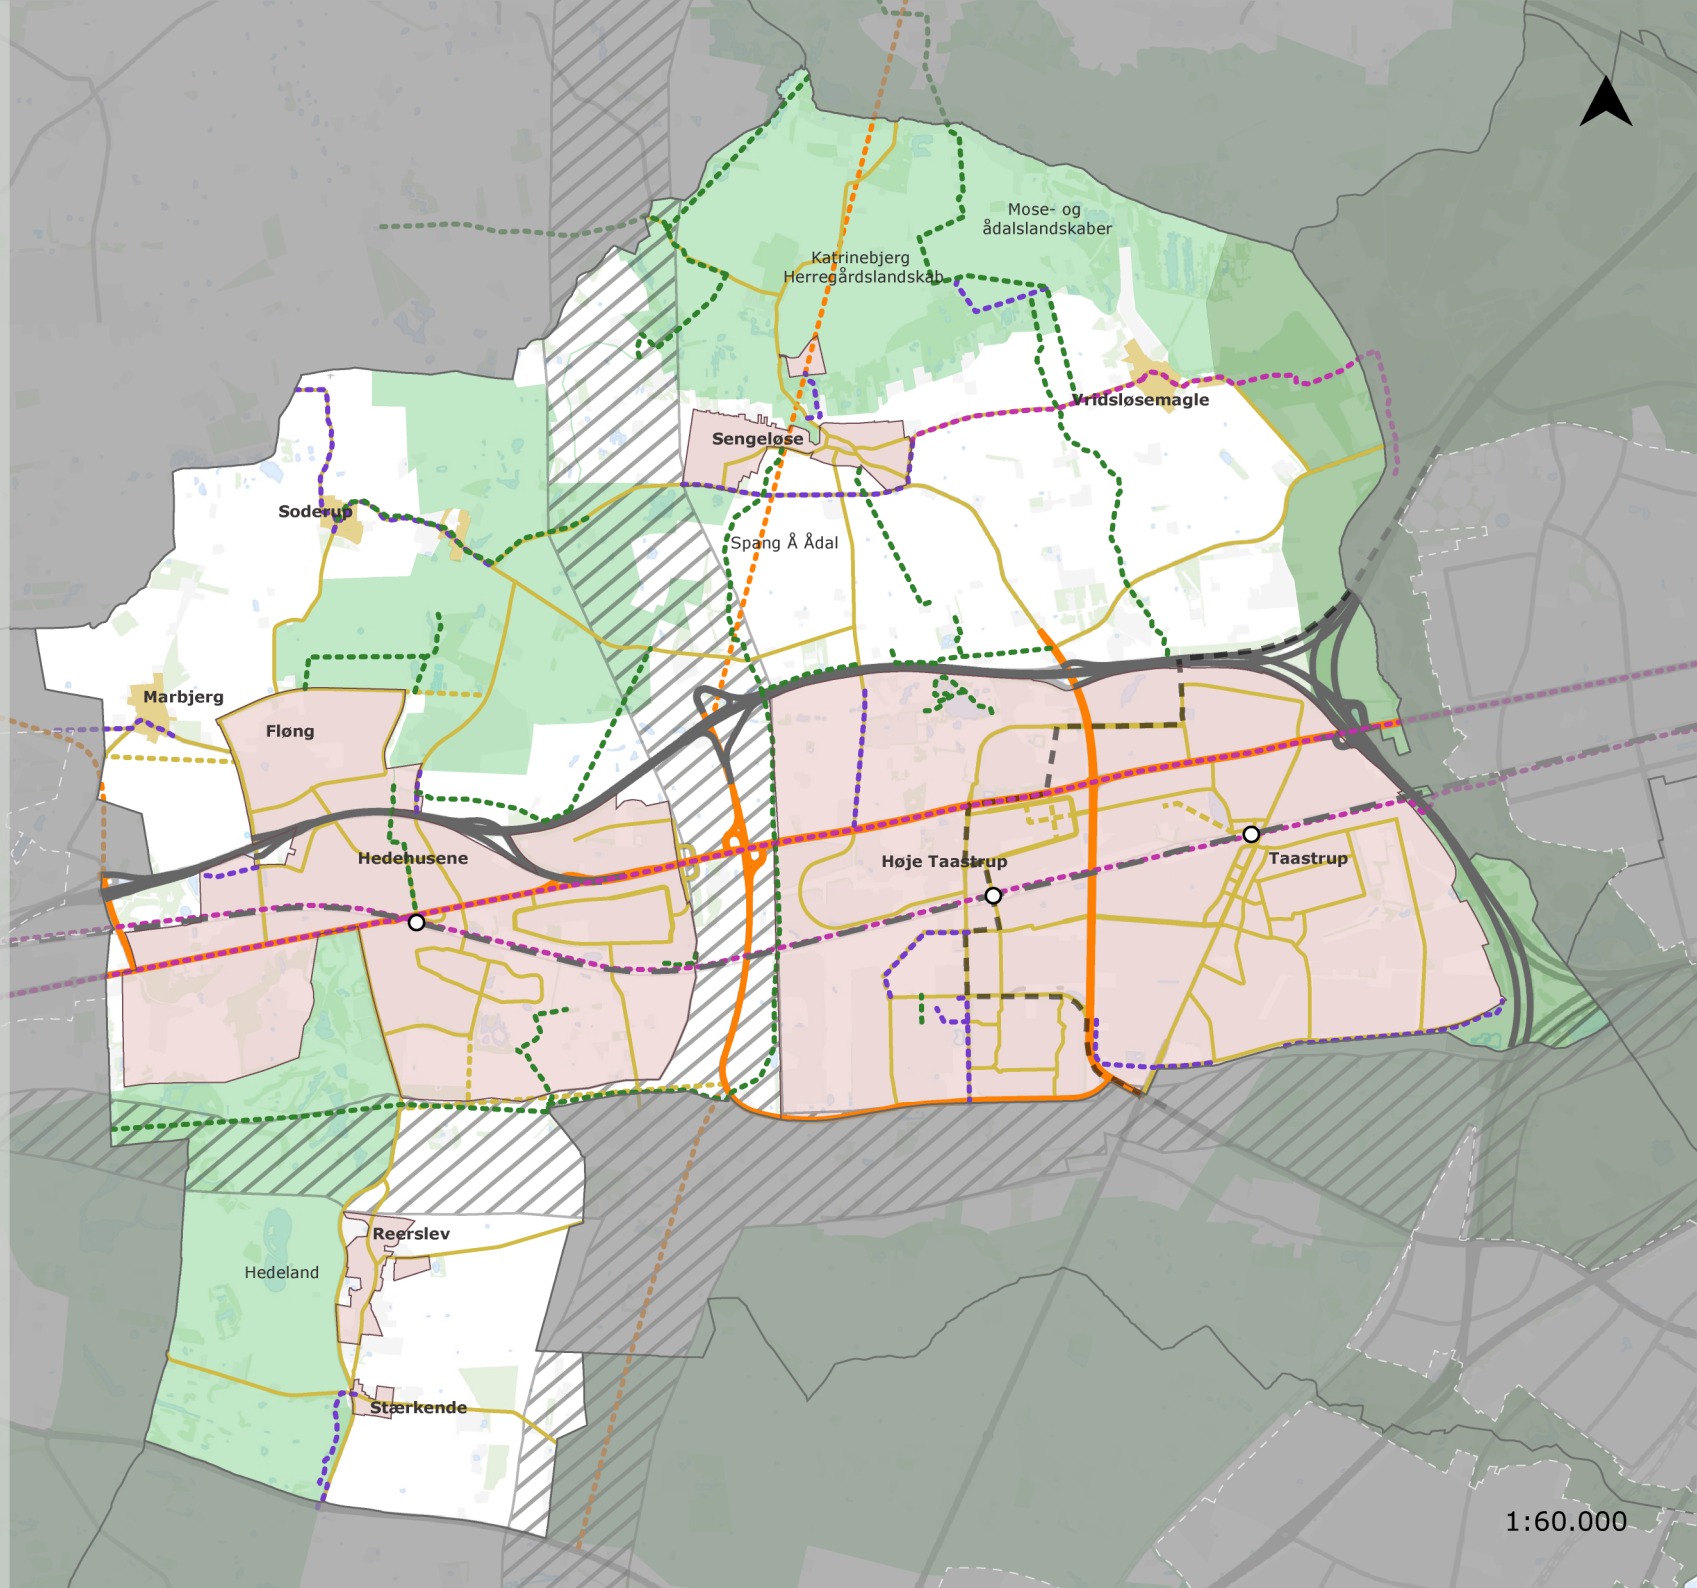 Mose- og
ådalslandskaber
Katrinebjerg
Herregårdslandskab
Vridsløsemagle
Sengeløse
Soderup
Spang Å Ådal
Marbjerg
Fløng
Hedehusene
Høje Taastrup
Taastrup
Reerslev
Hedeland
Stærkende
1:60.000